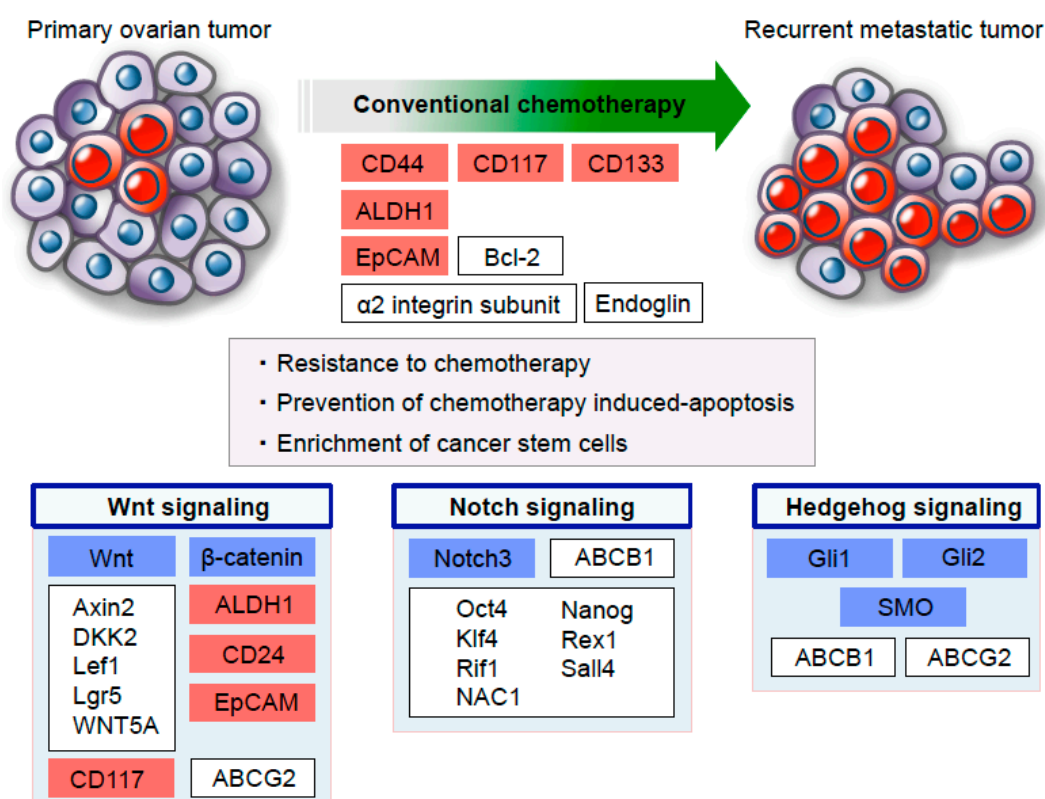 Primary ovarian tumor
Recurrent metastatic tumor
Conventional chemotherapy
CD44 CD117 CD133
ALDH1
EpCAM Bcl-2
α2 integrin subunit Endoglin
・Resistance to chemotherapy
・Prevention of chemotherapy induced-apoptosis
・Enrichment of cancer stem cells
Wnt signaling
Wnt β-catenin
Axin2
DKK2
Lef1
Lgr5
WNT5A
ALDH1
CD24
EpCAM
CD117 ABCG2
Notch signaling
Notch3 ABCB1
Oct4 Nanog
Klf4 Rex1
Rif1 Sall4
NAC1
Hedgehog signaling
Gli1 Gli2
SMO
ABCB1 ABCG2